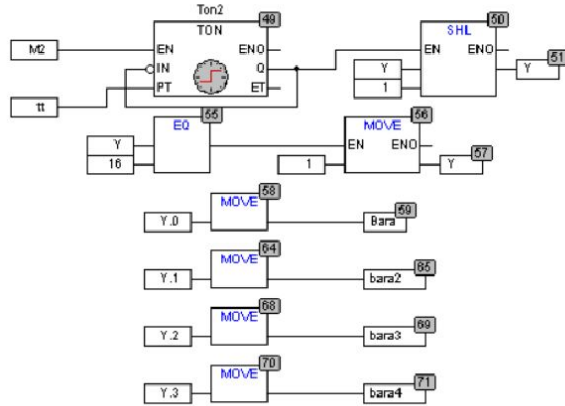 Ton2
49
50
TON
SHL
M2
EN
ENO
EN
ENO
51
IN
Q
Y
Y
tt
PT
ET
1
55
56
EQ
MOVE
57
Y
EN
ENO
16
1
Y
58
MOVE
59
Y.0
Bara
64
MOVE
65
Y.1
bara2
68
MOVE
69
Y.2
bara3
70
MOVE
71
Y.3
bara4